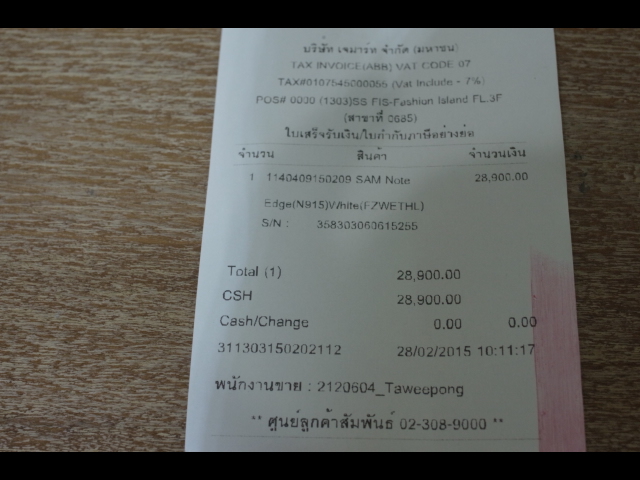 บริษัท เจมาร์ท จำกัด (มหาชน)
TAX INVOICE(ABB) VAT CODE 07
TAX#0107545000055 (Vat Include - 7%)
POS# 0000 (1303)SS FIS-Fashion Island FL.3F
(สาขาที่ 0685)
ใบเสร็จรับเงิน/ใบกำกับภาษีอย่างย่อ
จำนวน สินค้า จำนวนเงิน
1 1140409150209 SAM Note 28,900.00
Edge(N915)White(FZWETHL)
S/N : 358303060615255
Total (1) 28,900.00
CSH 28,900.00
Cash/Change 0.00 0.00
311303150202112 28/02/2015 10:11:17
พนักงานขาย : 2120604_Taweepong
** ศูนย์ลูกค้าสัมพันธ์ 02-308-9000 **